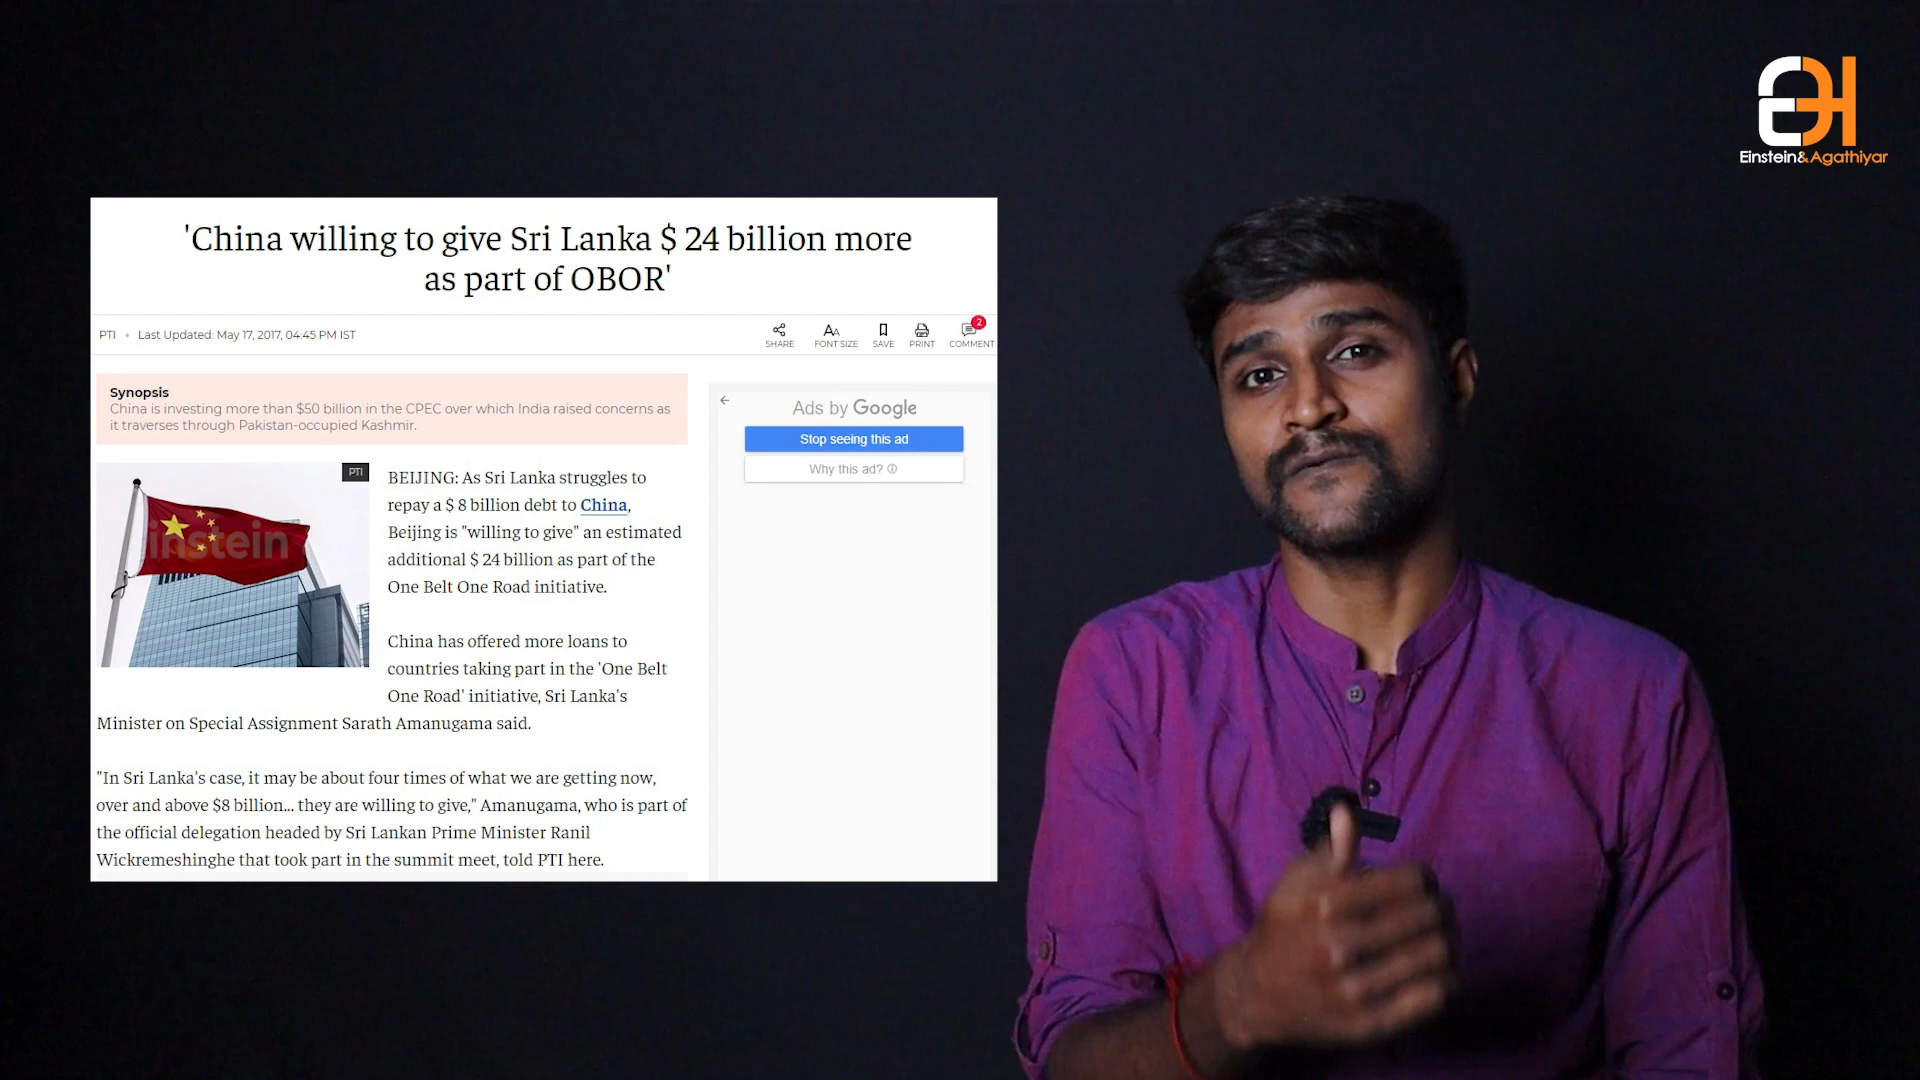 Einstein&Agathiyar
'China willing to give Sri Lanka $ 24 billion more
as part of OBOR'
PTI • Last Updated: May 17, 2017, 04:45 PM IST
SHARE
AA
FONT SIZE
SAVE
PRINT
2
COMMENT
Synopsis
China is investing more than $50 billion in the CPEC over which India raised concerns as
it traverses through Pakistan-occupied Kashmir.
PTI
einstein
BEIJING: As Sri Lanka struggles to
repay a $ 8 billion debt to China,
Beijing is "willing to give" an estimated
additional $ 24 billion as part of the
One Belt One Road initiative.
China has offered more loans to
countries taking part in the 'One Belt
One Road' initiative, Sri Lanka's
Minister on Special Assignment Sarath Amanugama said.
"In Sri Lanka's case, it may be about four times of what we are getting now,
over and above $8 billion... they are willing to give," Amanugama, who is part of
the official delegation headed by Sri Lankan Prime Minister Ranil
Wickremeshinghe that took part in the summit meet, told PTI here.
Ads by Google
Stop seeing this ad
Why this ad?